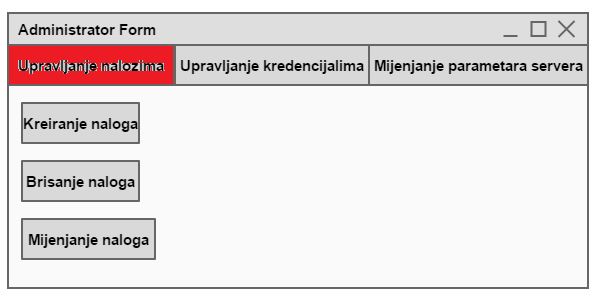 Administrator Form
Upravljanje nalozima Upravljanje kredencijalima Mijenjanje parametara servera
Kreiranje naloga
Brisanje naloga
Mijenjanje naloga